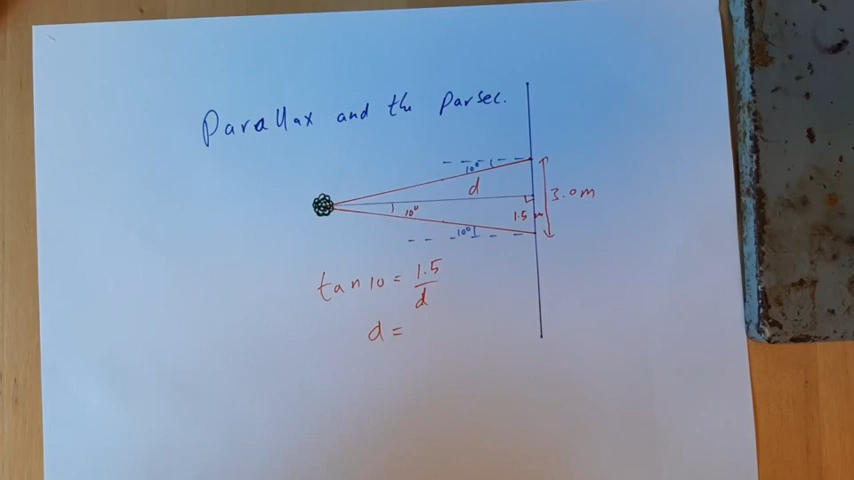 Parallax and the Parsec.
10°
d
3.0m
10°
1.5 m
10°
tan 10 = 1.5/d
d =